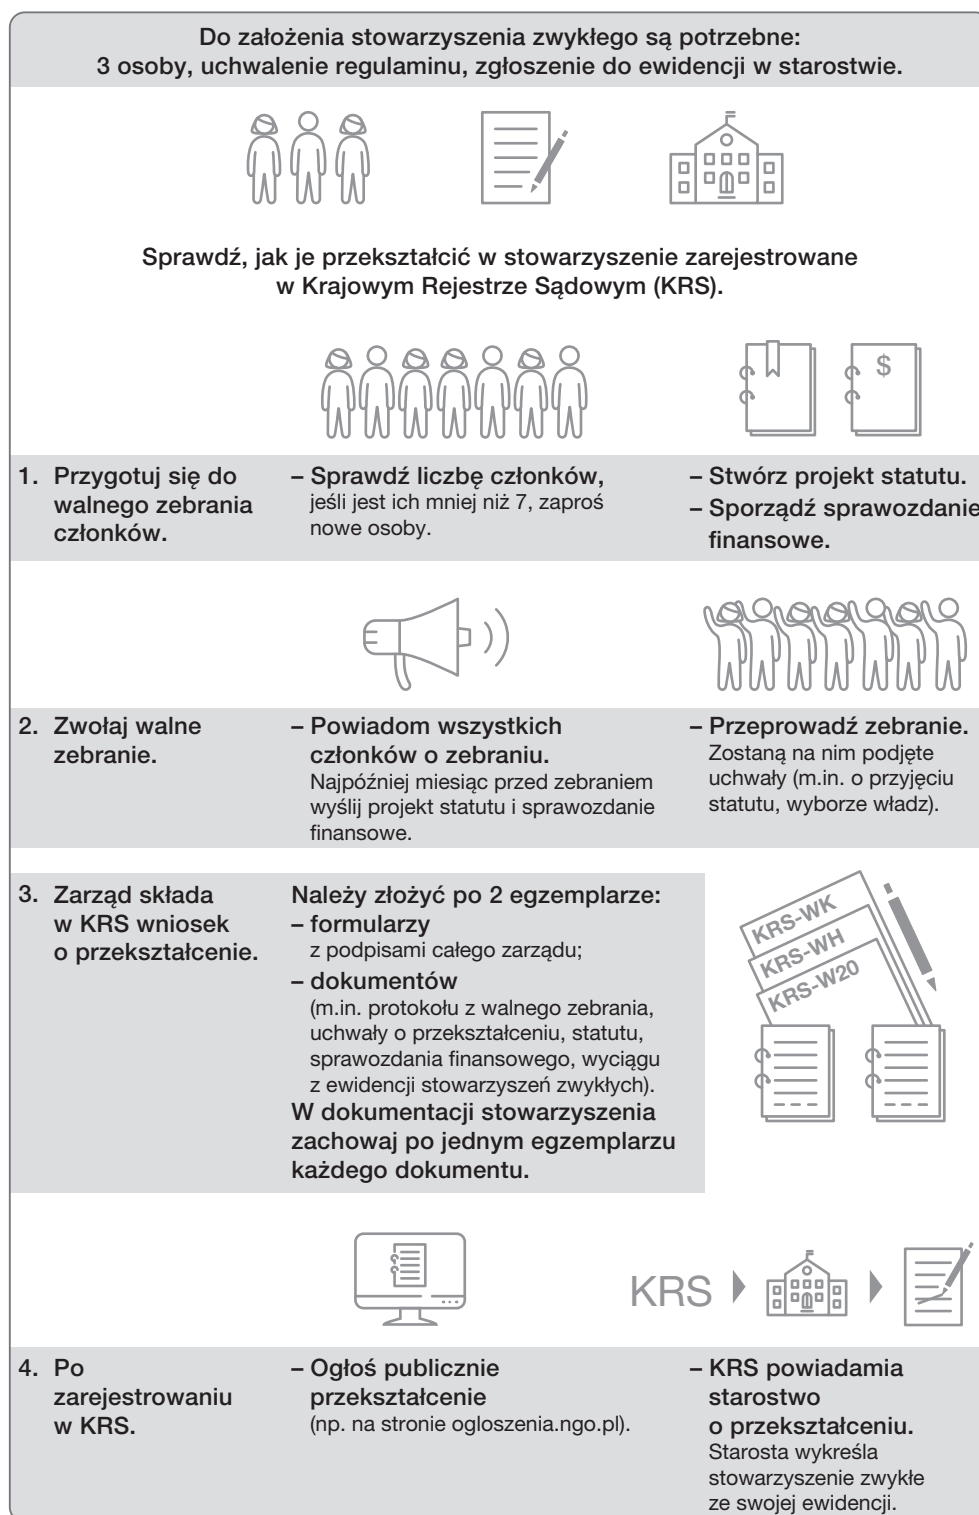 Do założenia stowarzyszenia zwykłego są potrzebne:
3 osoby, uchwalenie regulaminu, zgłoszenie do ewidencji w starostwie.
Sprawdź, jak je przekształcić w stowarzyszenie zarejestrowane
w Krajowym Rejestrze Sądowym (KRS).
$
1. Przygotuj się do
walnego zebrania
członków.
– Sprawdź liczbę członków,
jeśli jest ich mniej niż 7, zaproś
nowe osoby.
– Stwórz projekt statutu.
– Sporządź sprawozdanie
finansowe.
2. Zwołaj walne
zebranie.
– Powiadom wszystkich
członków o zebraniu.
Najpóźniej miesiąc przed zebraniem
wyślij projekt statutu i sprawozdanie
finansowe.
– Przeprowadź zebranie.
Zostaną na nim podjęte
uchwały (m.in. o przyjęciu
statutu, wyborze władz).
3. Zarząd składa
w KRS wniosek
o przekształcenie.
Należy złożyć po 2 egzemplarze:
– formularzy
z podpisami całego zarządu;
– dokumentów
(m.in. protokołu z walnego zebrania,
uchwały o przekształceniu, statutu,
sprawozdania finansowego, wyciągu
z ewidencji stowarzyszeń zwykłych).
W dokumentacji stowarzyszenia
zachowaj po jednym egzemplarzu
każdego dokumentu.
KRS-WK
KRS-WH
KRS-W20
KRS
4. Po
zarejestrowaniu
w KRS.
– Ogłoś publicznie
przekształcenie
(np. na stronie ogloszenia.ngo.pl).
– KRS powiadamia
starostwo
o przekształceniu.
Starosta wykreśla
stowarzyszenie zwykłe
ze swojej ewidencji.